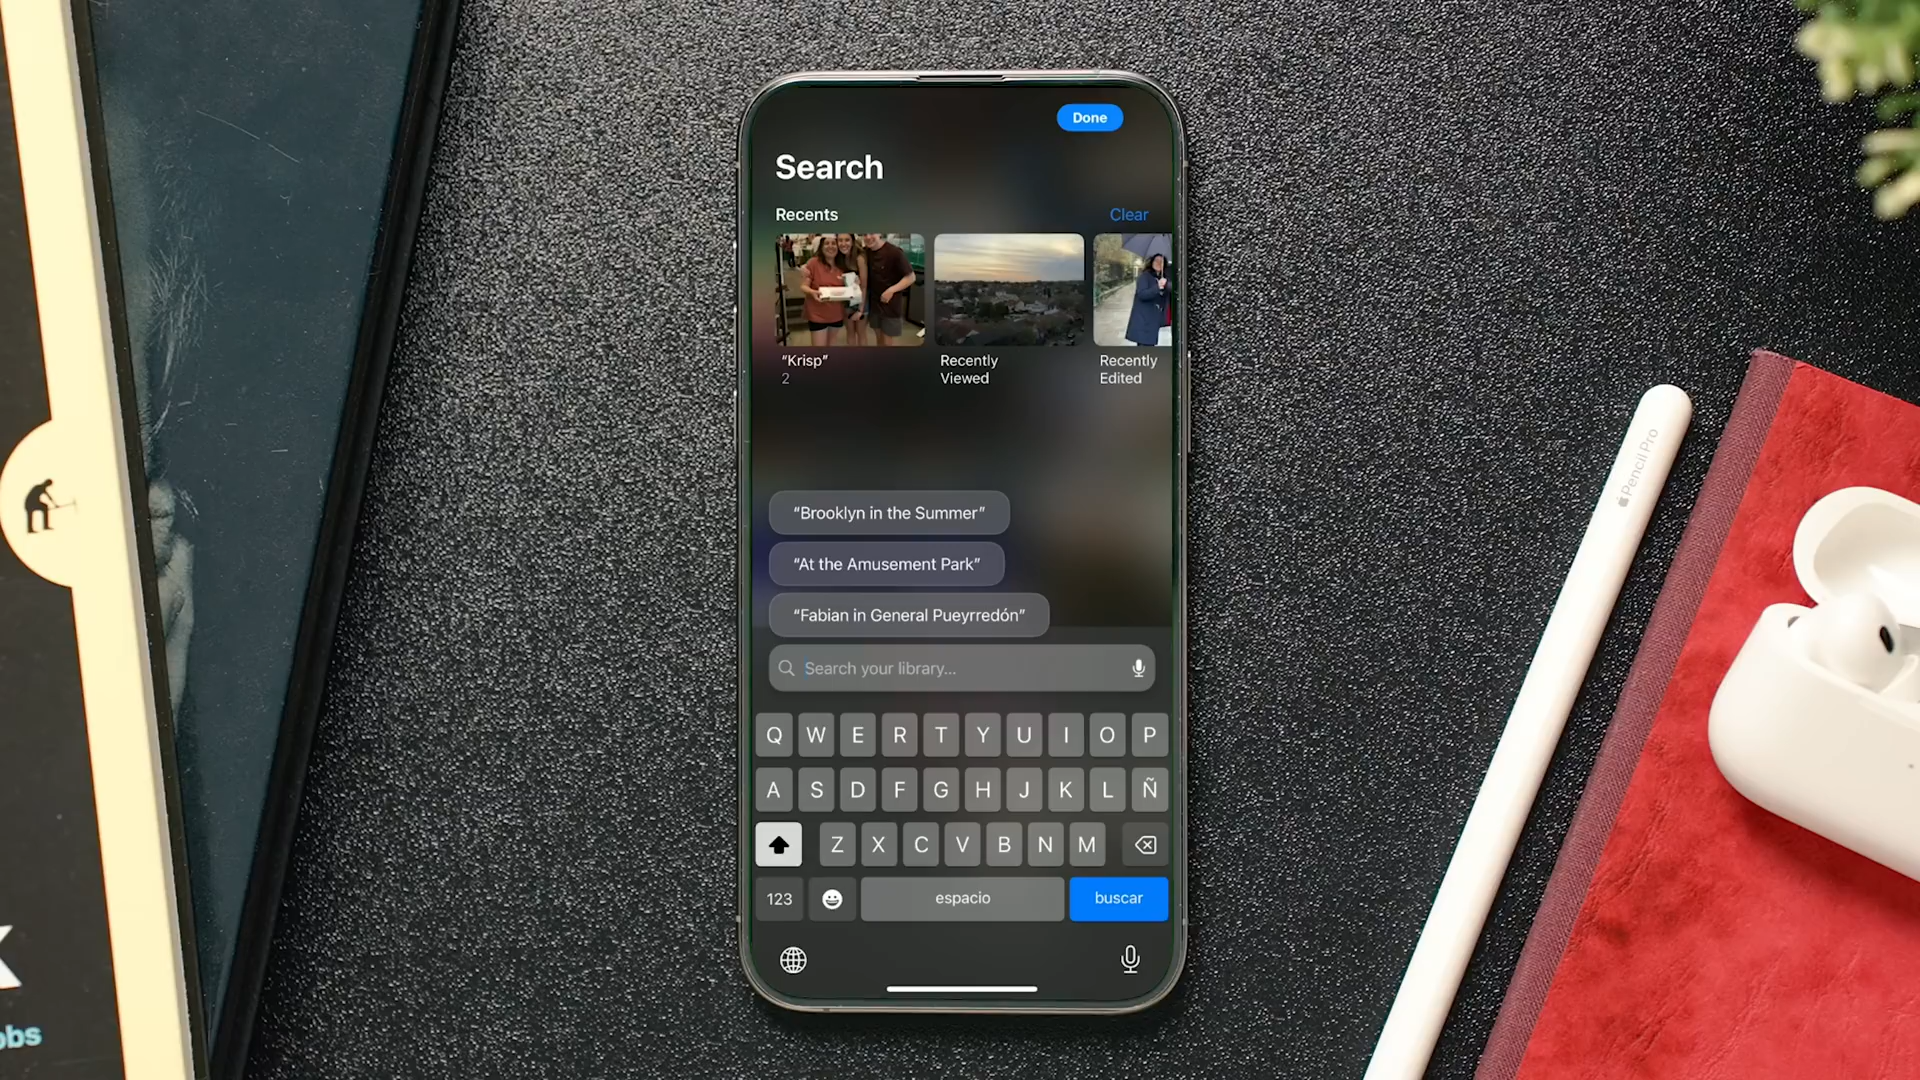 Done
Search
Recents
Clear
"Krisp"
2
Recently
Viewed
Recently
Edited
"Brooklyn in the Summer"
"At the Amusement Park"
"Fabian in General Pueyrredón"
Search your library...
Q W E R T Y U I O P
A S D F G H J K L Ñ
Z X C V B N M
123
espacio
buscar
Pencil Pro
K
obs